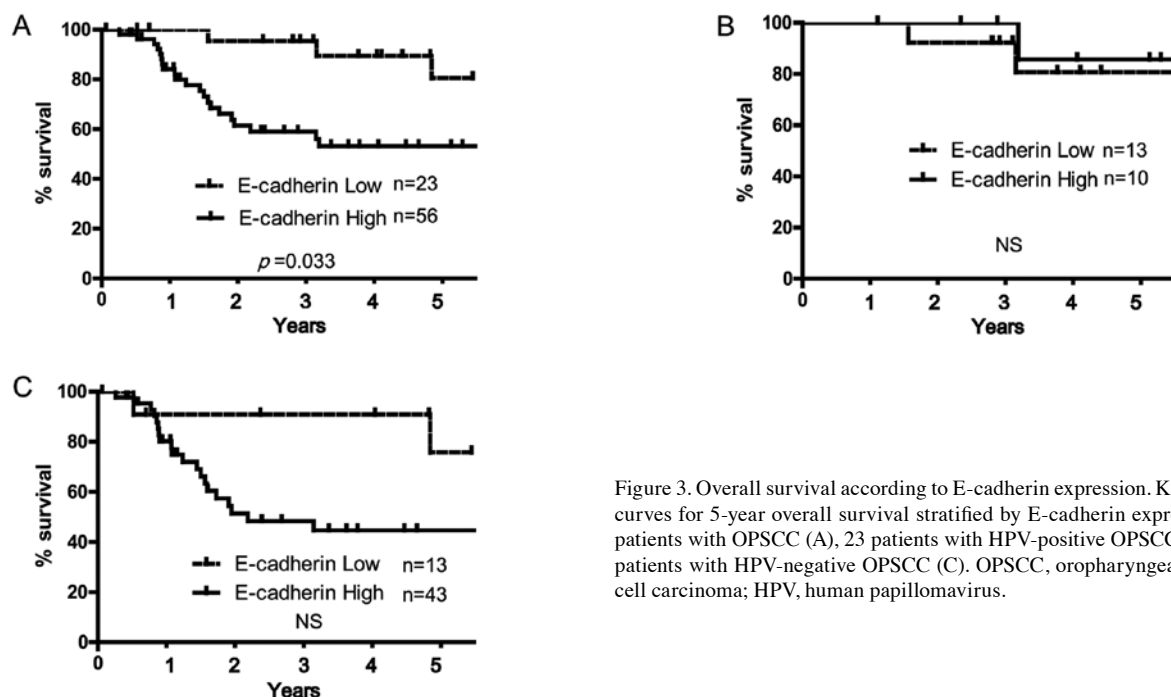 A
100
80
60
40
20
0
% survival
E-cadherin Low n=23
E-cadherin High n=56
p=0.033
0 1 2 3 4 5
Years
B
100
80
60
40
20
0
% survival
E-cadherin Low n=13
E-cadherin High n=10
NS
0 1 2 3 4 5
Years
C
100
80
60
40
20
0
% survival
E-cadherin Low n=13
E-cadherin High n=43
NS
0 1 2 3 4 5
Years
Figure 3. Overall survival according to E-cadherin expression. K
curves for 5-year overall survival stratified by E-cadherin expr
patients with OPSCC (A), 23 patients with HPV-positive OPSCC
patients with HPV-negative OPSCC (C). OPSCC, oropharyngea
cell carcinoma; HPV, human papillomavirus.